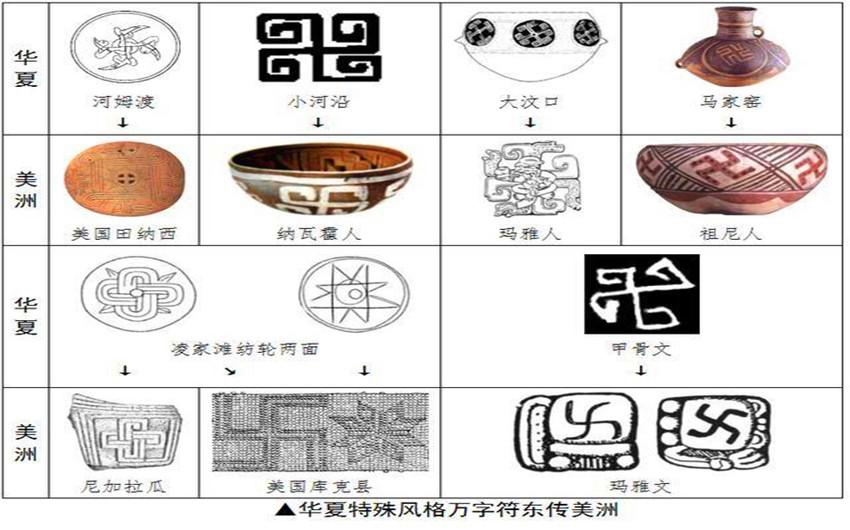 华夏
河姆渡
小河沿
大汶口
马家窑
↓ ↓ ↓ ↓
美洲
美国田纳西
纳瓦霍人
玛雅人
祖尼人
华夏
凌家滩纺轮两面
甲骨文
↓ ↘ ↓ ↓
美洲
尼加拉瓜
美国库克县
玛雅文
▲华夏特殊风格万字符东传美洲